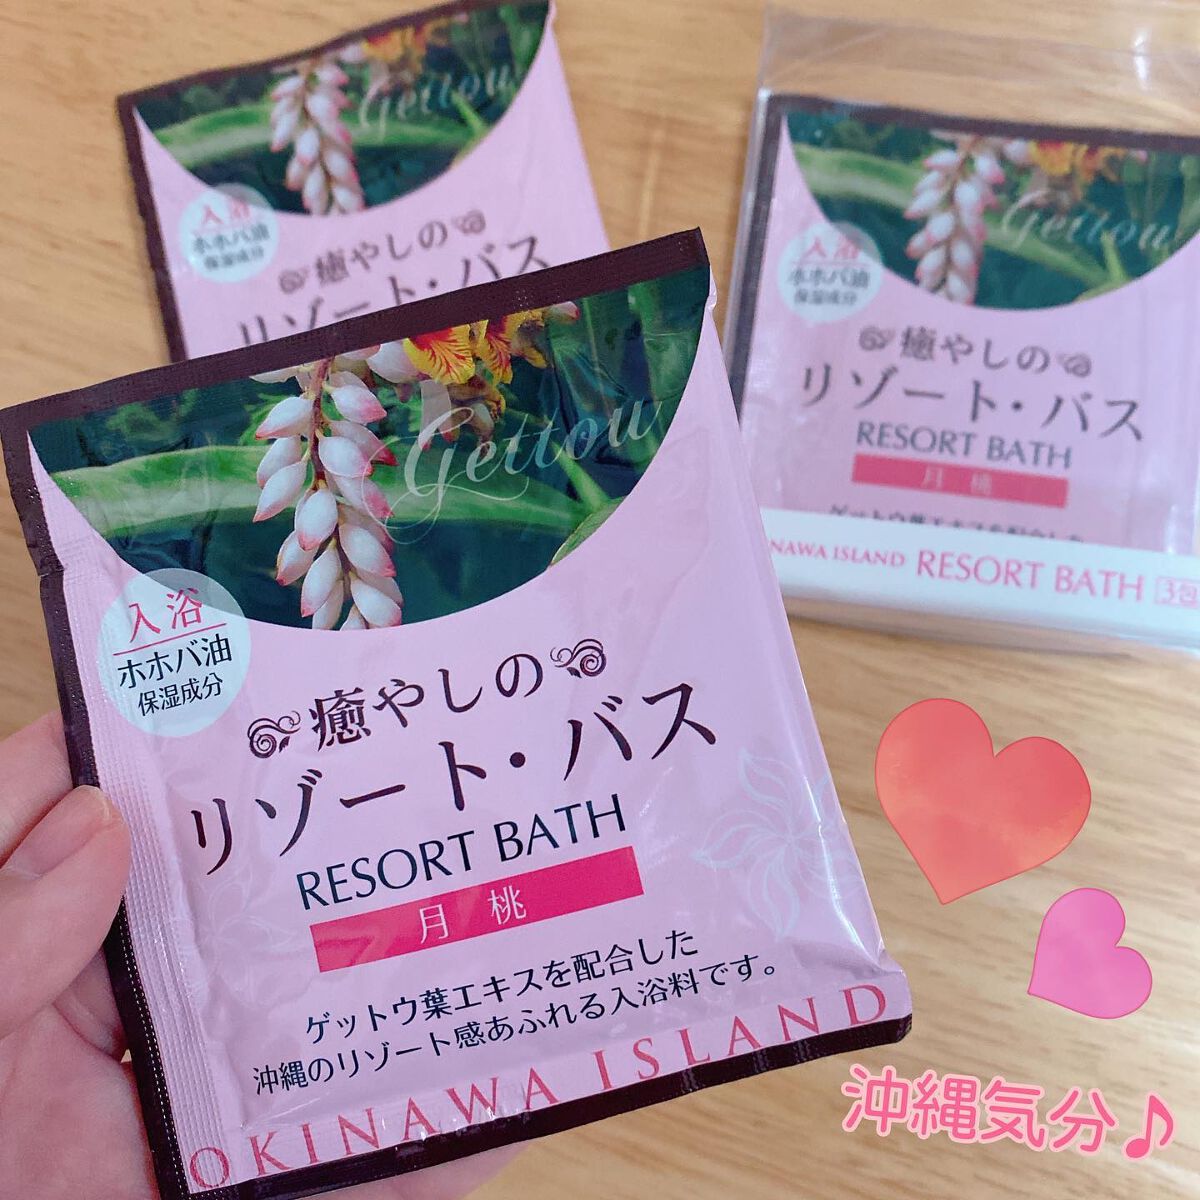 Gettou
入浴
ホホバ油
保湿成分
癒やしの
リゾート・バス
Gettou
入浴
ホホバ油
保湿成分
癒やしの
リゾート・バス
RESORT BATH
月桃
NAWA ISLAND RESORT BATH 3包
Gettou
入浴
ホホバ油
保湿成分
癒やしの
リゾート・バス
RESORT BATH
月桃
ゲットウ葉エキスを配合した
沖縄のリゾート感あふれる入浴料です。
OKINAWA ISLAND
沖縄気分♪